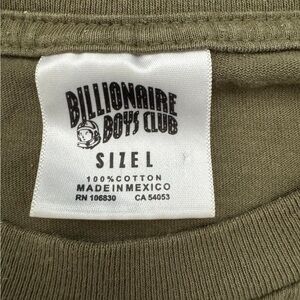 BILLIONAIRE
BOYS CLUB
SIZE L
100% COTTON
MADE IN MEXICO
RN 106830 CA 54053